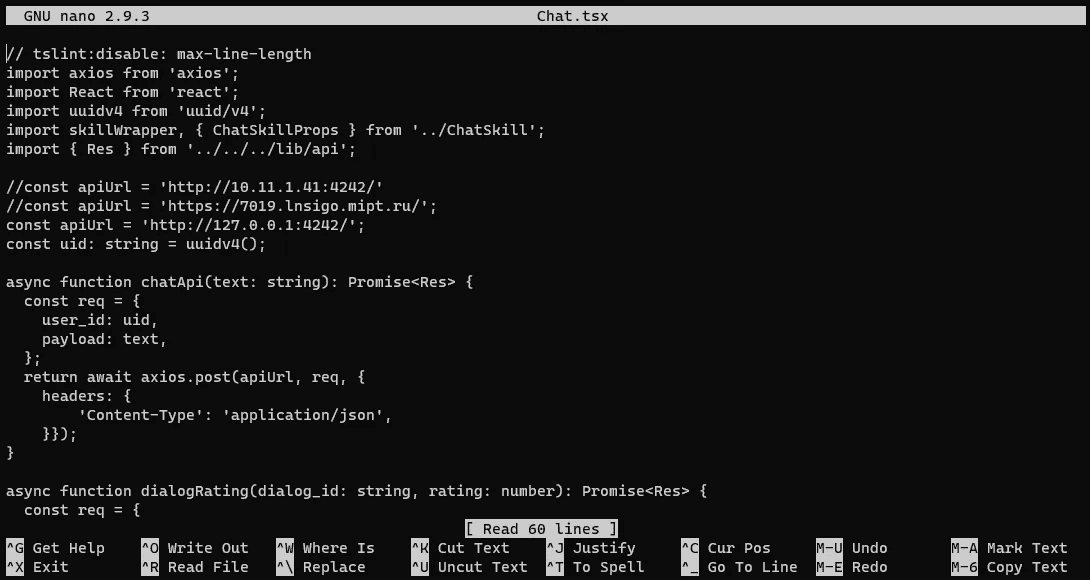 GNU nano 2.9.3 Chat.tsx
// tslint:disable: max-line-length
import axios from 'axios';
import React from 'react';
import uuidv4 from 'uuid/v4';
import skillWrapper, { ChatSkillProps } from '../ChatSkill';
import { Res } from '../../../lib/api';

//const apiUrl = 'http://10.11.1.41:4242/'
//const apiUrl = 'https://7019.lnsigo.mipt.ru/';
const apiUrl = 'http://127.0.0.1:4242/';
const uid: string = uuidv4();

async function chatApi(text: string): Promise<Res> {
  const req = {
    user_id: uid,
    payload: text,
  };
  return await axios.post(apiUrl, req, {
    headers: {
        'Content-Type': 'application/json',
    }});
}

async function dialogRating(dialog_id: string, rating: number): Promise<Res> {
  const req = {
[ Read 60 lines ]
^G Get Help ^O Write Out ^W Where Is ^K Cut Text ^J Justify ^C Cur Pos M-U Undo M-A Mark Text
^X Exit ^R Read File ^\ Replace ^U Uncut Text ^T To Spell ^_ Go To Line M-E Redo M-6 Copy Text